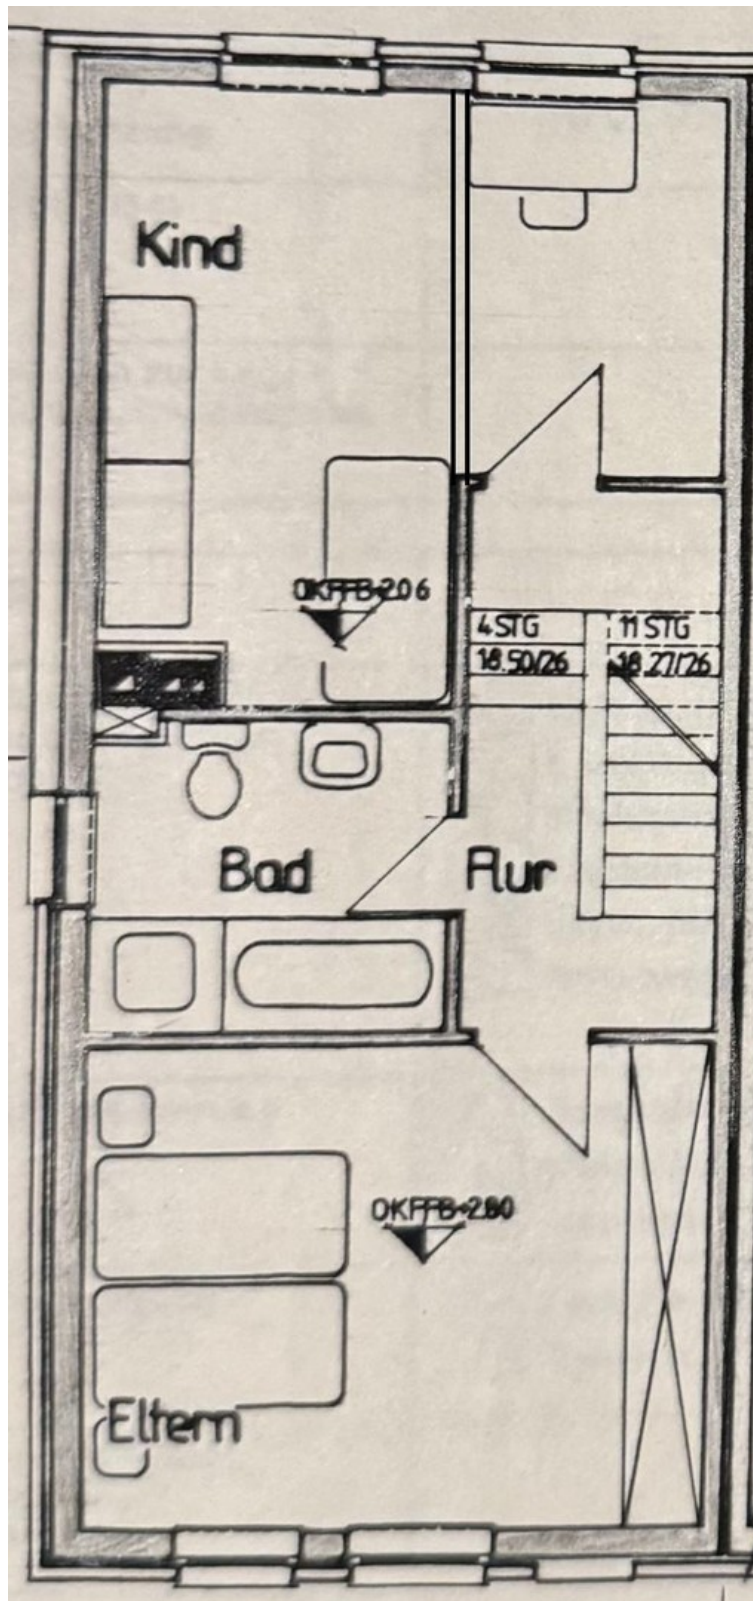 Kind
OKFFB+2.06
4 STG
18.50/26
11 STG
18.27/26
Bad
Flur
OKFFB+2.80
Eltern